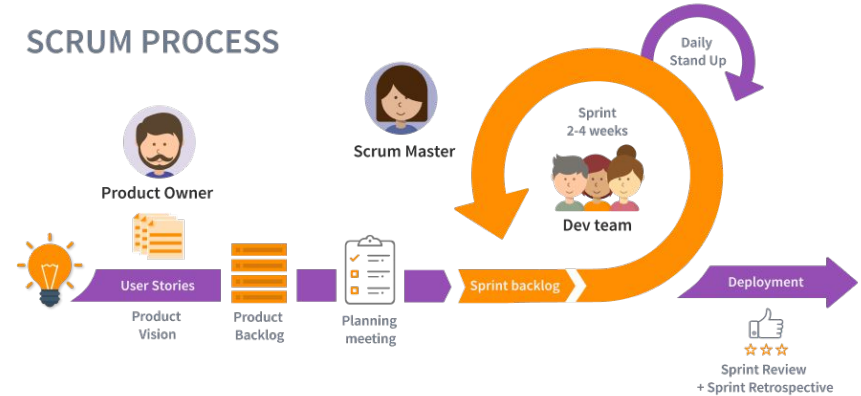 SCRUM PROCESS
Daily
Stand Up
Sprint
2-4 weeks
Scrum Master
Product Owner
Dev team
User Stories
Sprint backlog
Deployment
Product
Vision
Product
Backlog
Planning
meeting
Sprint Review
+ Sprint Retrospective